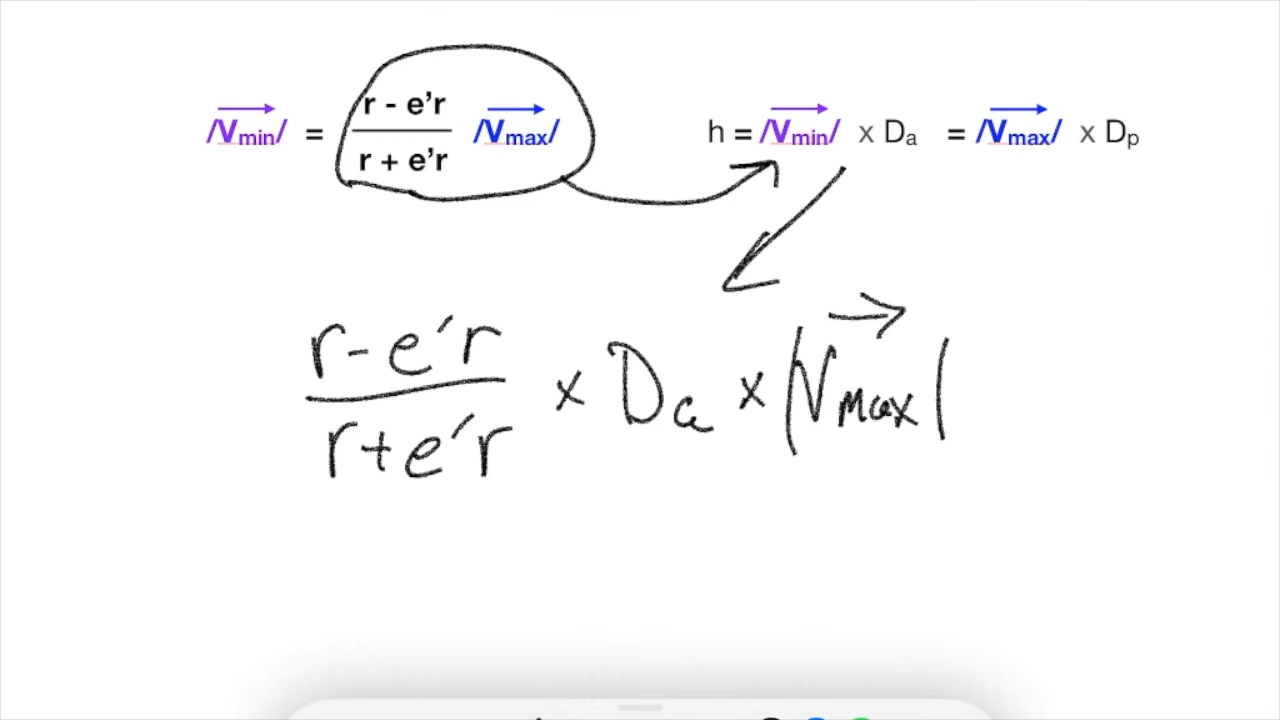 /Vmin/ = r - e’r / r + e’r /Vmax/
h = /Vmin/ x Da = /Vmax/ x Dp
r - e′r / r + e′r x Da x |Vmax|